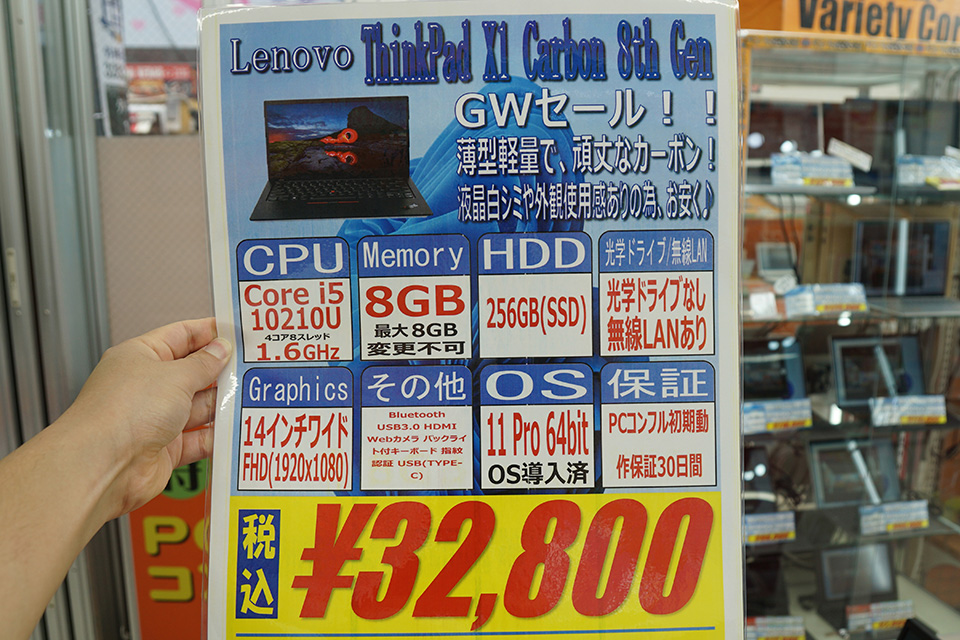 Variety Cor
Lenovo ThinkPad X1 Carbon 8th Gen
GWセール！！
薄型軽量で、頑丈なカーボン！
液晶白シミや外観使用感ありの為、お安く♪
CPU
Core i5
10210U
4コア8スレッド
1.6GHz
Memory
8GB
最大8GB
変更不可
HDD
256GB(SSD)
光学ドライブ/無線LAN
光学ドライブなし
無線LANあり
Graphics
14インチワイド
FHD(1920x1080)
その他
Bluetooth
USB3.0 HDMI
Webカメラ バックライ
ト付キーボード 指紋
認証 USB(TYPE-
C)
OS
11 Pro 64bit
OS導入済
保証
PCコンフル初期動
作保証30日間
税込
¥32,800
付
PC
コン